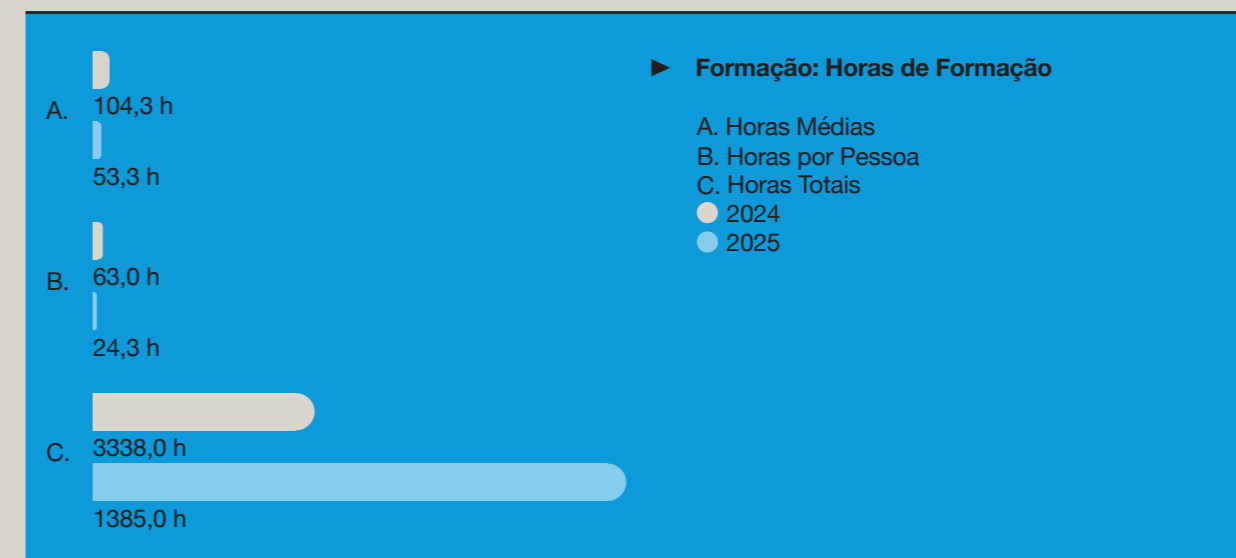 A.
104,3 h
53,3 h
B.
63,0 h
24,3 h
C.
3338,0 h
1385,0 h
► Formação: Horas de Formação
A. Horas Médias
B. Horas por Pessoa
C. Horas Totais
2024
2025